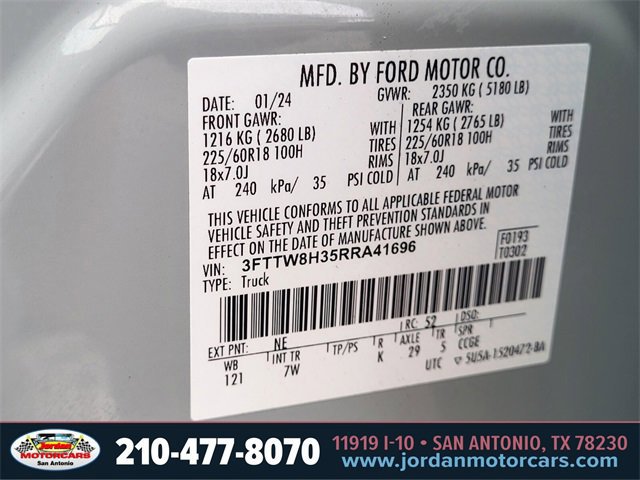 MFD. BY FORD MOTOR CO.
DATE: 01/24 GVWR: 2350 KG ( 5180 LB)
FRONT GAWR: REAR GAWR:
1216 KG ( 2680 LB) WITH 1254 KG ( 2765 LB) WITH
225/60R18 100H TIRES 225/60R18 100H TIRES
18x7.0J RIMS 18x7.0J RIMS
AT 240 kPa/ 35 PSI COLD AT 240 kPa/ 35 PSI COLD
THIS VEHICLE CONFORMS TO ALL APPLICABLE FEDERAL MOTOR
VEHICLE SAFETY AND THEFT PREVENTION STANDARDS IN
EFFECT ON THE DATE OF MANUFACTURE SHOWN ABOVE.
F0193
T0302
VIN: 3FTTW8H35RRA41696
TYPE: Truck
RC: 52 DSO:
EXT PNT: NE
WB INT TR TP/PS R AXLE TR SPR
121 7W K 29 5 CCGE
UTC 5U5A-1520472-BA
Jordan
MOTORCARS
San Antonio
210-477-8070
11919 I-10 • SAN ANTONIO, TX 78230
www.jordanmotorcars.com